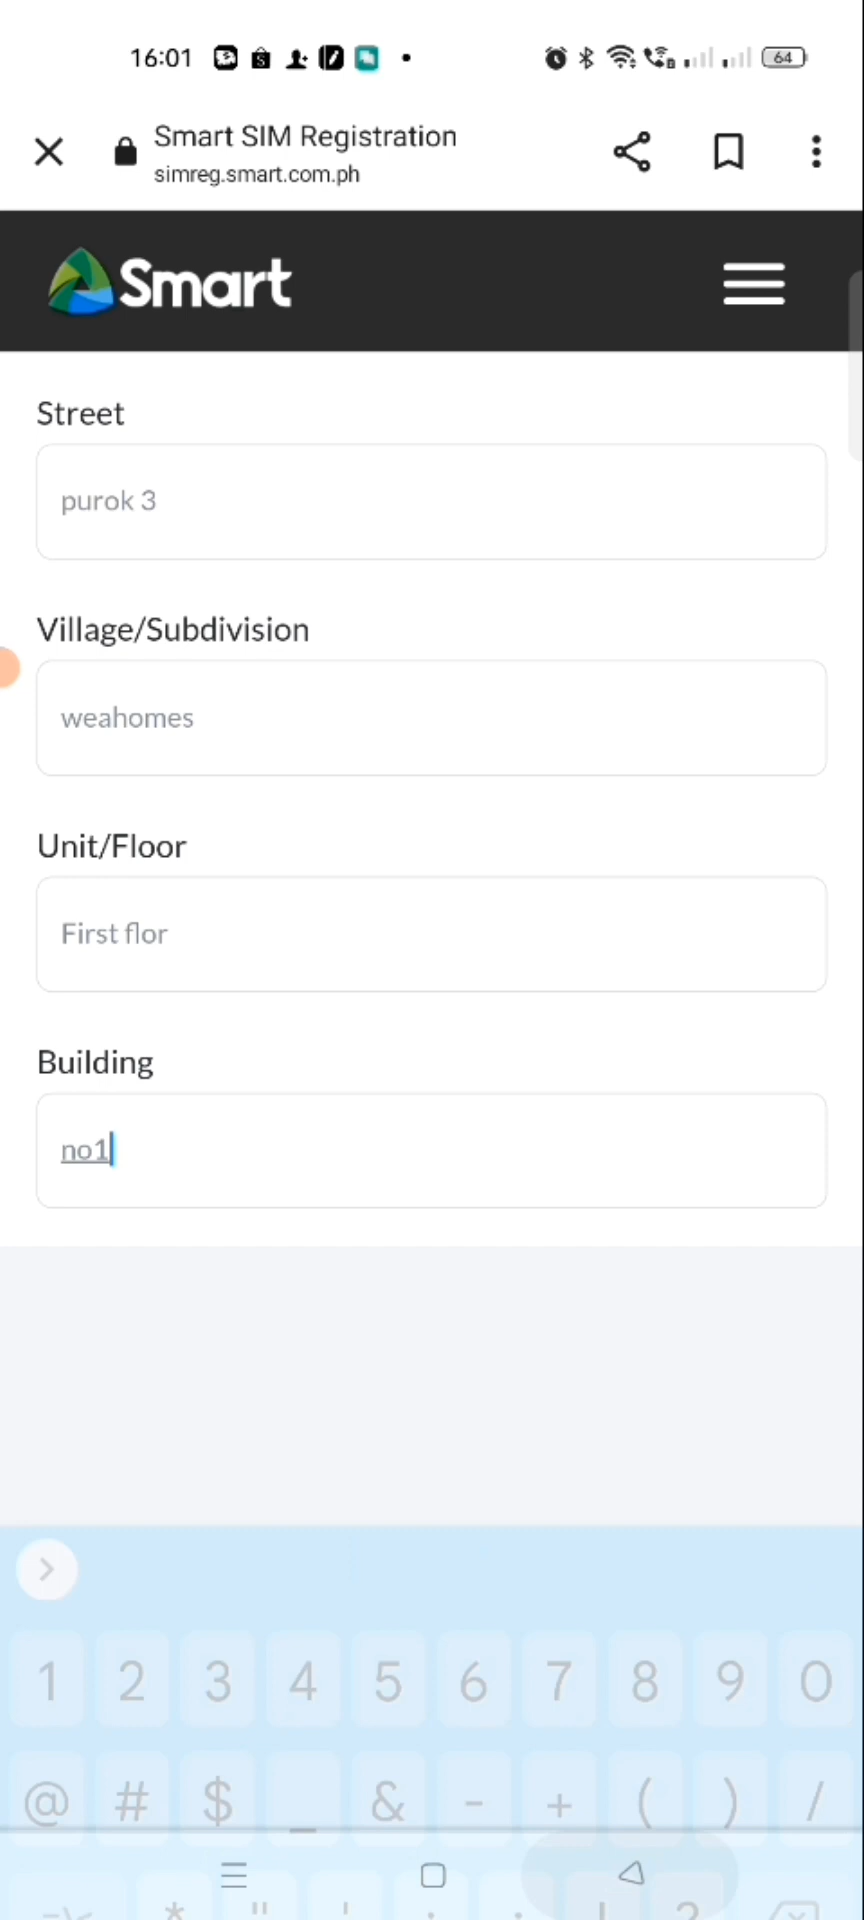 16:01
64
Smart SIM Registration
simreg.smart.com.ph
Smart
Street
purok 3
Village/Subdivision
weahomes
Unit/Floor
First flor
Building
no1
1 2 3 4 5 6 7 8 9 0
@ # $ _ & - + ( ) /
* " ' : ; ! ?